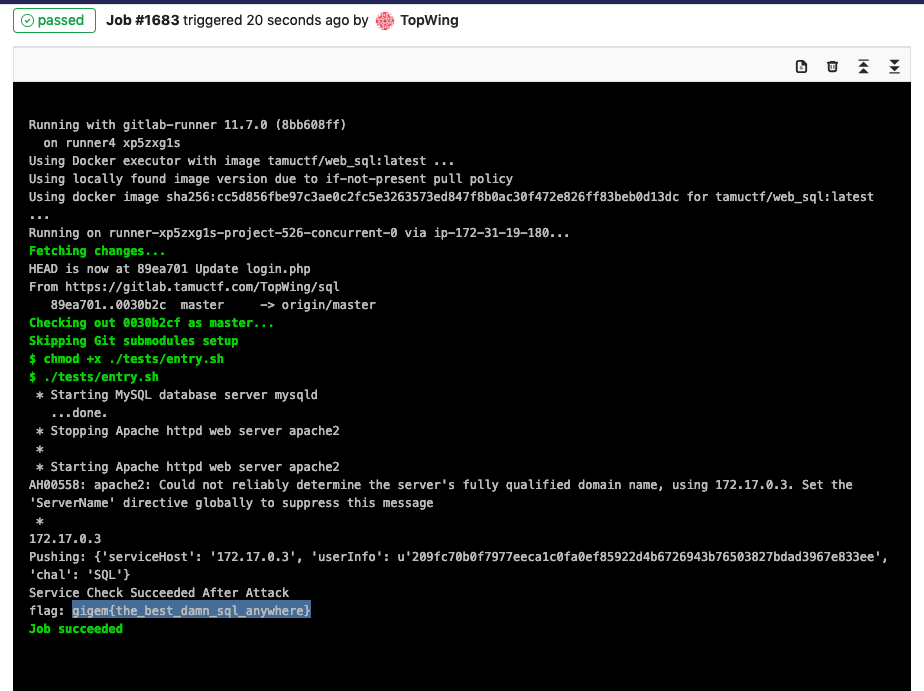 passed Job #1683 triggered 20 seconds ago by TopWing
Running with gitlab-runner 11.7.0 (8bb608ff)
on runner4 xp5zxg1s
Using Docker executor with image tamuctf/web_sql:latest ...
Using locally found image version due to if-not-present pull policy
Using docker image sha256:cc5d856fbe97c3ae0c2fc5e3263573ed847f8b0ac30f472e826ff83beb0d13dc for tamuctf/web_sql:latest
...
Running on runner-xp5zxg1s-project-526-concurrent-0 via ip-172-31-19-180...
Fetching changes...
HEAD is now at 89ea701 Update login.php
From https://gitlab.tamuctf.com/TopWing/sql
89ea701..0030b2c master -> origin/master
Checking out 0030b2cf as master...
Skipping Git submodules setup
$ chmod +x ./tests/entry.sh
$ ./tests/entry.sh
* Starting MySQL database server mysqld
...done.
* Stopping Apache httpd web server apache2
*
* Starting Apache httpd web server apache2
AH00558: apache2: Could not reliably determine the server's fully qualified domain name, using 172.17.0.3. Set the
'ServerName' directive globally to suppress this message
*
172.17.0.3
Pushing: {'serviceHost': '172.17.0.3', 'userInfo': u'209fc70b0f7977eeca1c0fa0ef85922d4b6726943b76503827bdad3967e833ee',
'chal': 'SQL'}
Service Check Succeeded After Attack
flag: gigem{the_best_damn_sql_anywhere}
Job succeeded